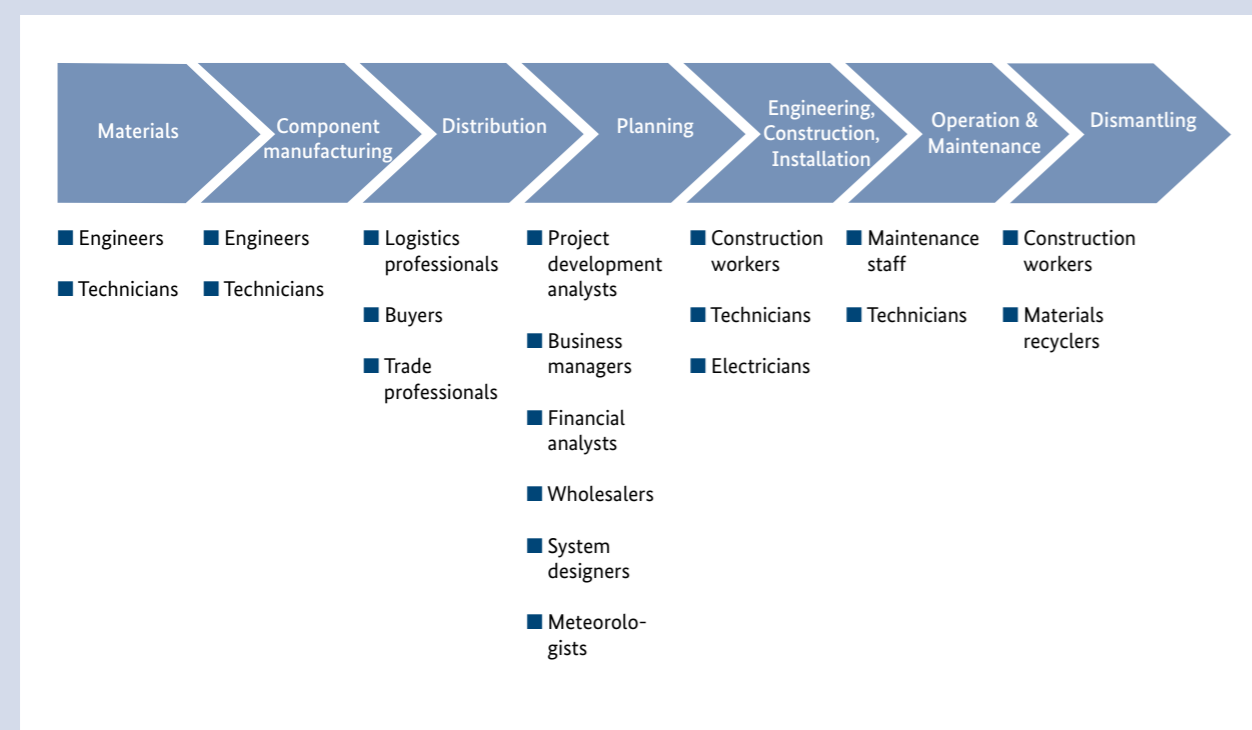 Materials
Component
manufacturing
Distribution
Planning
Engineering,
Construction,
Installation
Operation &
Maintenance
Dismantling
Engineers
Technicians
Engineers
Technicians
Logistics
professionals
Buyers
Trade
professionals
Project
development
analysts
Business
managers
Financial
analysts
Wholesalers
System
designers
Meteorolo-
gists
Construction
workers
Technicians
Electricians
Maintenance
staff
Technicians
Construction
workers
Materials
recyclers